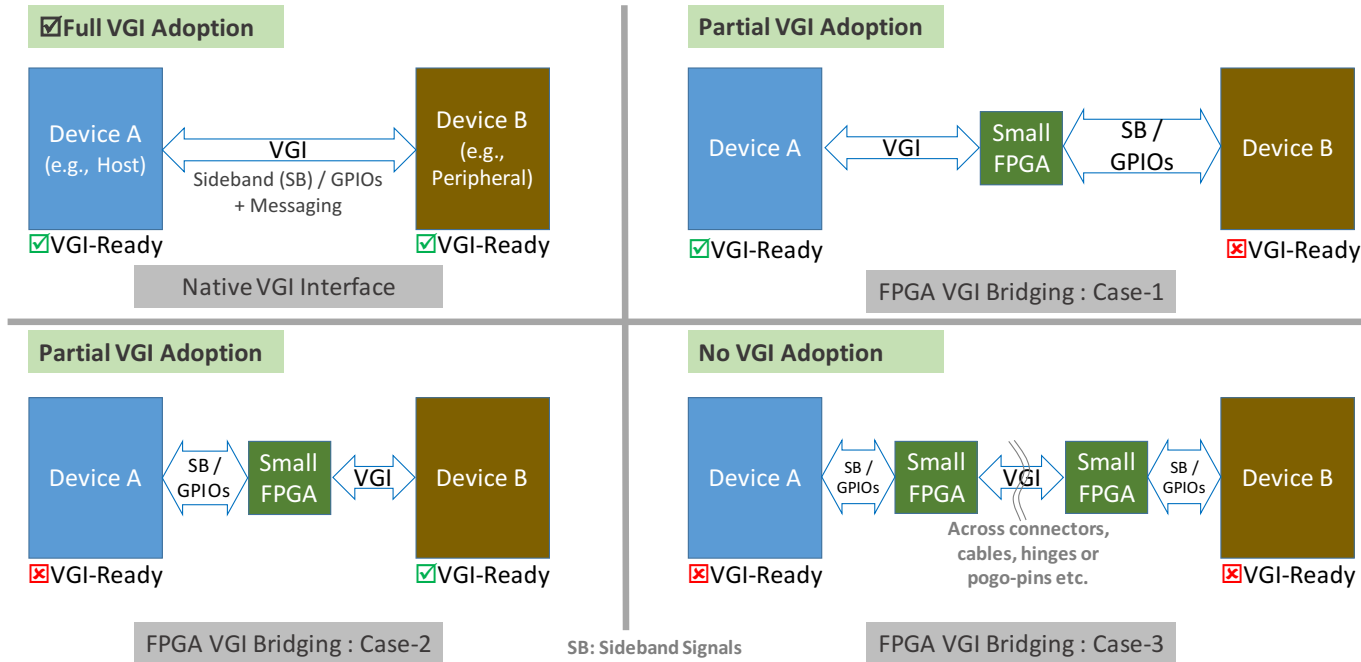 ☑Full VGI Adoption
Device A
(e.g., Host)
VGI
Sideband (SB) / GPIOs
+ Messaging
Device B
(e.g.,
Peripheral)
☑VGI-Ready
☑VGI-Ready
Native VGI Interface
Partial VGI Adoption
Device A
VGI
Small
FPGA
SB /
GPIOs
Device B
☑VGI-Ready
☒VGI-Ready
FPGA VGI Bridging : Case-1
Partial VGI Adoption
Device A
SB /
GPIOs
Small
FPGA
VGI
Device B
☒VGI-Ready
☑VGI-Ready
FPGA VGI Bridging : Case-2
No VGI Adoption
Device A
SB /
GPIOs
Small
FPGA
VGI
Small
FPGA
SB /
GPIOs
Device B
Across connectors,
cables, hinges or
pogo-pins etc.
☒VGI-Ready
☒VGI-Ready
FPGA VGI Bridging : Case-3
SB: Sideband Signals